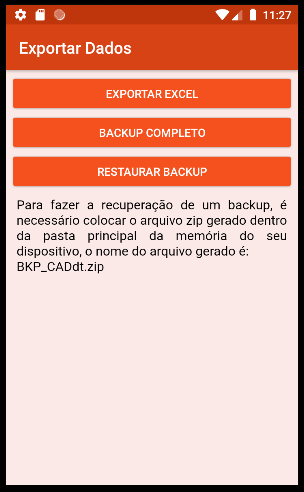 11:27
Exportar Dados
EXPORTAR EXCEL
BACKUP COMPLETO
RESTAURAR BACKUP
Para fazer a recuperação de um backup, é
necessário colocar o arquivo zip gerado dentro
da pasta principal da memória do seu
dispositivo, o nome do arquivo gerado é:
BKP_CADdt.zip